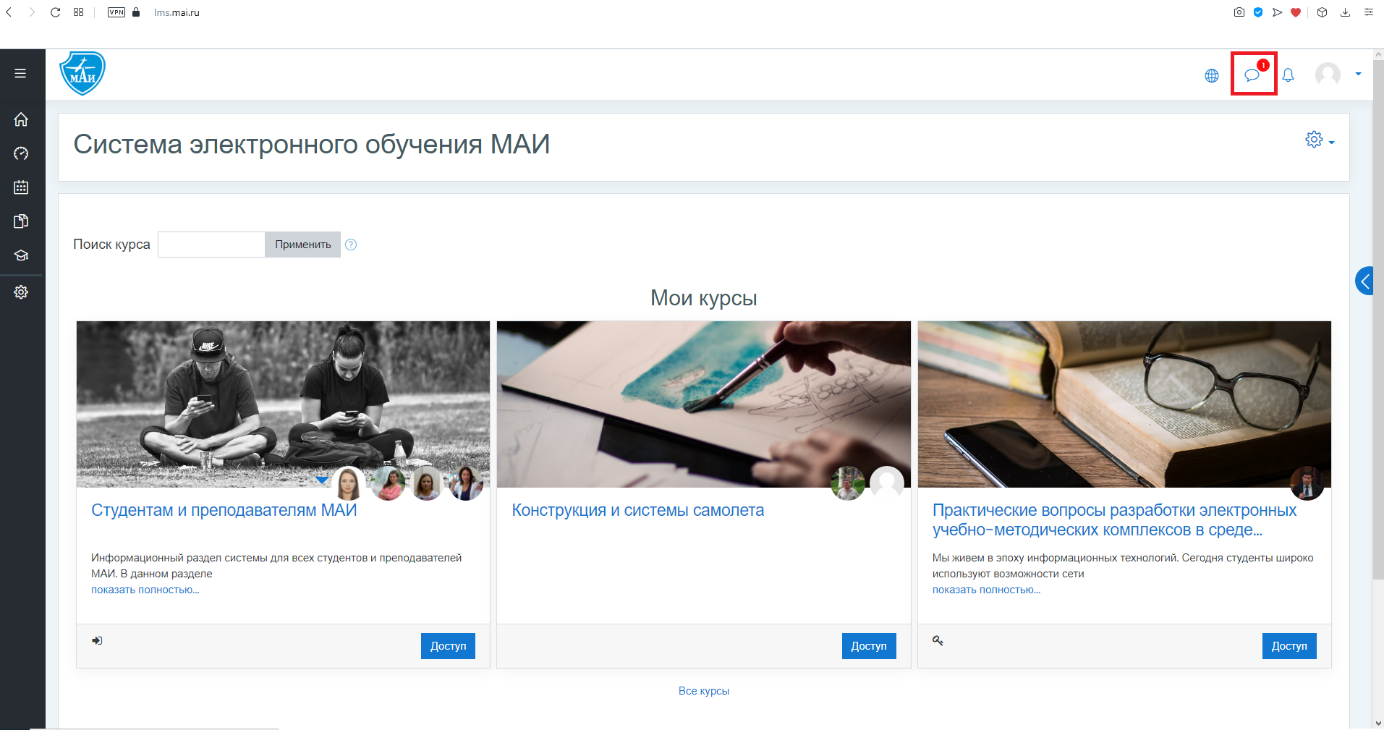 VPN lms.mai.ru
МАИ
1
Система электронного обучения МАИ
Поиск курса Применить ?
Мои курсы
Студентам и преподавателям МАИ
Информационный раздел системы для всех студентов и преподавателей
МАИ. В данном разделе
показать полностью...
Доступ
Конструкция и системы самолета
Доступ
Практические вопросы разработки электронных
учебно-методических комплексов в среде...
Мы живем в эпоху информационных технологий. Сегодня студенты широко
используют возможности сети
показать полностью...
Доступ
Все курсы